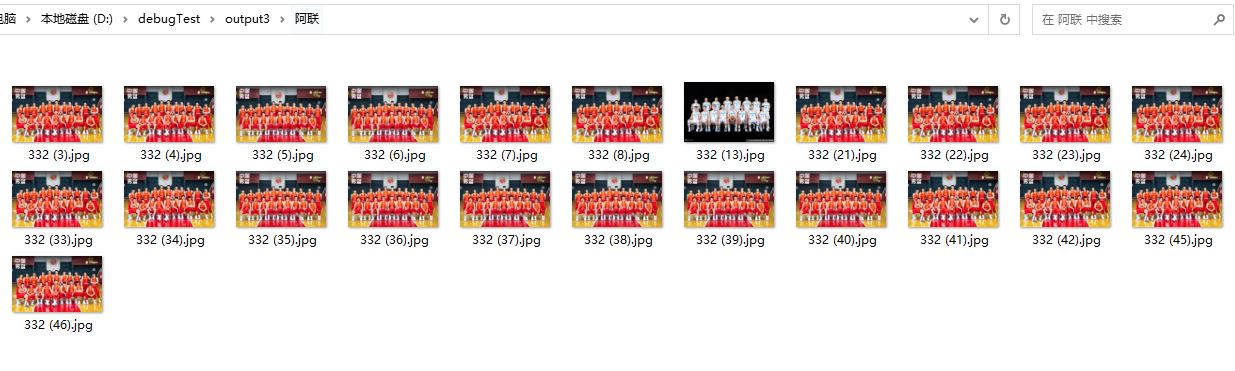 电脑 › 本地磁盘 (D:) › debugTest › output3 › 阿联
在 阿联 中搜索
332 (3).jpg 332 (4).jpg 332 (5).jpg 332 (6).jpg 332 (7).jpg 332 (8).jpg 332 (13).jpg 332 (21).jpg 332 (22).jpg 332 (23).jpg 332 (24).jpg
332 (33).jpg 332 (34).jpg 332 (35).jpg 332 (36).jpg 332 (37).jpg 332 (38).jpg 332 (39).jpg 332 (40).jpg 332 (41).jpg 332 (42).jpg 332 (45).jpg
332 (46).jpg